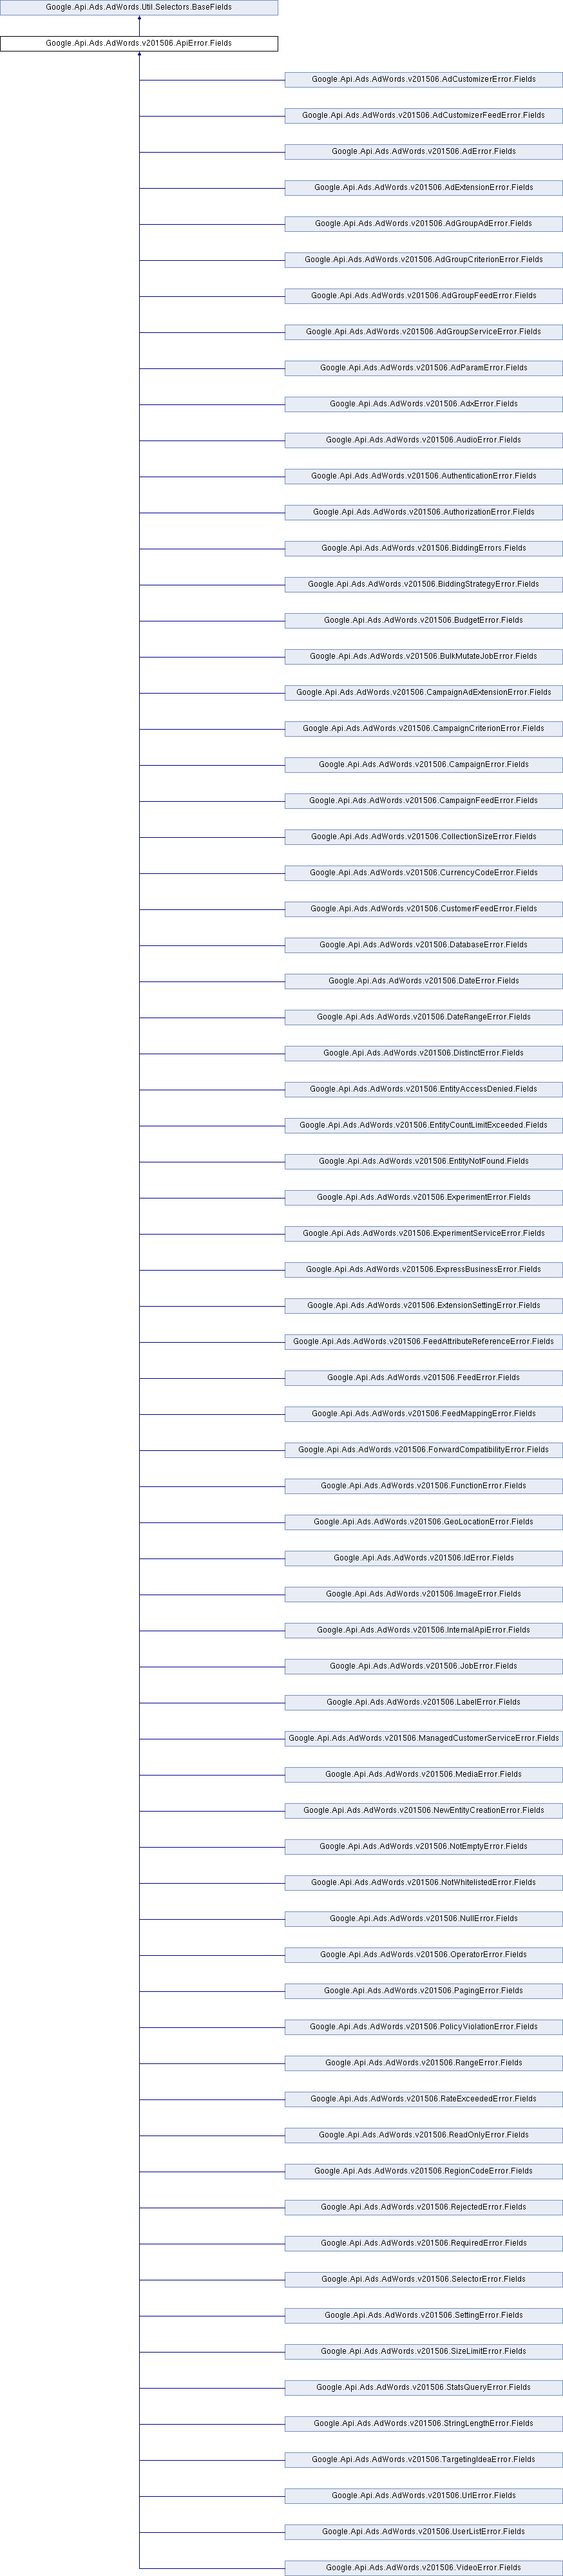 Google.Api.Ads.AdWords.Util.Selectors.BaseFields
Google.Api.Ads.AdWords.v201506.ApiError.Fields
Google.Api.Ads.AdWords.v201506.AdCustomizerError.Fields
Google.Api.Ads.AdWords.v201506.AdCustomizerFeedError.Fields
Google.Api.Ads.AdWords.v201506.AdError.Fields
Google.Api.Ads.AdWords.v201506.AdExtensionError.Fields
Google.Api.Ads.AdWords.v201506.AdGroupAdError.Fields
Google.Api.Ads.AdWords.v201506.AdGroupCriterionError.Fields
Google.Api.Ads.AdWords.v201506.AdGroupFeedError.Fields
Google.Api.Ads.AdWords.v201506.AdGroupServiceError.Fields
Google.Api.Ads.AdWords.v201506.AdParamError.Fields
Google.Api.Ads.AdWords.v201506.AdxError.Fields
Google.Api.Ads.AdWords.v201506.AudioError.Fields
Google.Api.Ads.AdWords.v201506.AuthenticationError.Fields
Google.Api.Ads.AdWords.v201506.AuthorizationError.Fields
Google.Api.Ads.AdWords.v201506.BiddingErrors.Fields
Google.Api.Ads.AdWords.v201506.BiddingStrategyError.Fields
Google.Api.Ads.AdWords.v201506.BudgetError.Fields
Google.Api.Ads.AdWords.v201506.BulkMutateJobError.Fields
Google.Api.Ads.AdWords.v201506.CampaignAdExtensionError.Fields
Google.Api.Ads.AdWords.v201506.CampaignCriterionError.Fields
Google.Api.Ads.AdWords.v201506.CampaignError.Fields
Google.Api.Ads.AdWords.v201506.CampaignFeedError.Fields
Google.Api.Ads.AdWords.v201506.CollectionSizeError.Fields
Google.Api.Ads.AdWords.v201506.CurrencyCodeError.Fields
Google.Api.Ads.AdWords.v201506.CustomerFeedError.Fields
Google.Api.Ads.AdWords.v201506.DatabaseError.Fields
Google.Api.Ads.AdWords.v201506.DateError.Fields
Google.Api.Ads.AdWords.v201506.DateRangeError.Fields
Google.Api.Ads.AdWords.v201506.DistinctError.Fields
Google.Api.Ads.AdWords.v201506.EntityAccessDenied.Fields
Google.Api.Ads.AdWords.v201506.EntityCountLimitExceeded.Fields
Google.Api.Ads.AdWords.v201506.EntityNotFound.Fields
Google.Api.Ads.AdWords.v201506.ExperimentError.Fields
Google.Api.Ads.AdWords.v201506.ExperimentServiceError.Fields
Google.Api.Ads.AdWords.v201506.ExpressBusinessError.Fields
Google.Api.Ads.AdWords.v201506.ExtensionSettingError.Fields
Google.Api.Ads.AdWords.v201506.FeedAttributeReferenceError.Fields
Google.Api.Ads.AdWords.v201506.FeedError.Fields
Google.Api.Ads.AdWords.v201506.FeedMappingError.Fields
Google.Api.Ads.AdWords.v201506.ForwardCompatibilityError.Fields
Google.Api.Ads.AdWords.v201506.FunctionError.Fields
Google.Api.Ads.AdWords.v201506.GeoLocationError.Fields
Google.Api.Ads.AdWords.v201506.IdError.Fields
Google.Api.Ads.AdWords.v201506.ImageError.Fields
Google.Api.Ads.AdWords.v201506.InternalApiError.Fields
Google.Api.Ads.AdWords.v201506.JobError.Fields
Google.Api.Ads.AdWords.v201506.LabelError.Fields
Google.Api.Ads.AdWords.v201506.ManagedCustomerServiceError.Fields
Google.Api.Ads.AdWords.v201506.MediaError.Fields
Google.Api.Ads.AdWords.v201506.NewEntityCreationError.Fields
Google.Api.Ads.AdWords.v201506.NotEmptyError.Fields
Google.Api.Ads.AdWords.v201506.NotWhitelistedError.Fields
Google.Api.Ads.AdWords.v201506.NullError.Fields
Google.Api.Ads.AdWords.v201506.OperatorError.Fields
Google.Api.Ads.AdWords.v201506.PagingError.Fields
Google.Api.Ads.AdWords.v201506.PolicyViolationError.Fields
Google.Api.Ads.AdWords.v201506.RangeError.Fields
Google.Api.Ads.AdWords.v201506.RateExceededError.Fields
Google.Api.Ads.AdWords.v201506.ReadOnlyError.Fields
Google.Api.Ads.AdWords.v201506.RegionCodeError.Fields
Google.Api.Ads.AdWords.v201506.RejectedError.Fields
Google.Api.Ads.AdWords.v201506.RequiredError.Fields
Google.Api.Ads.AdWords.v201506.SelectorError.Fields
Google.Api.Ads.AdWords.v201506.SettingError.Fields
Google.Api.Ads.AdWords.v201506.SizeLimitError.Fields
Google.Api.Ads.AdWords.v201506.StatsQueryError.Fields
Google.Api.Ads.AdWords.v201506.StringLengthError.Fields
Google.Api.Ads.AdWords.v201506.TargetingIdeaError.Fields
Google.Api.Ads.AdWords.v201506.UrlError.Fields
Google.Api.Ads.AdWords.v201506.UserListError.Fields
Google.Api.Ads.AdWords.v201506.VideoError.Fields